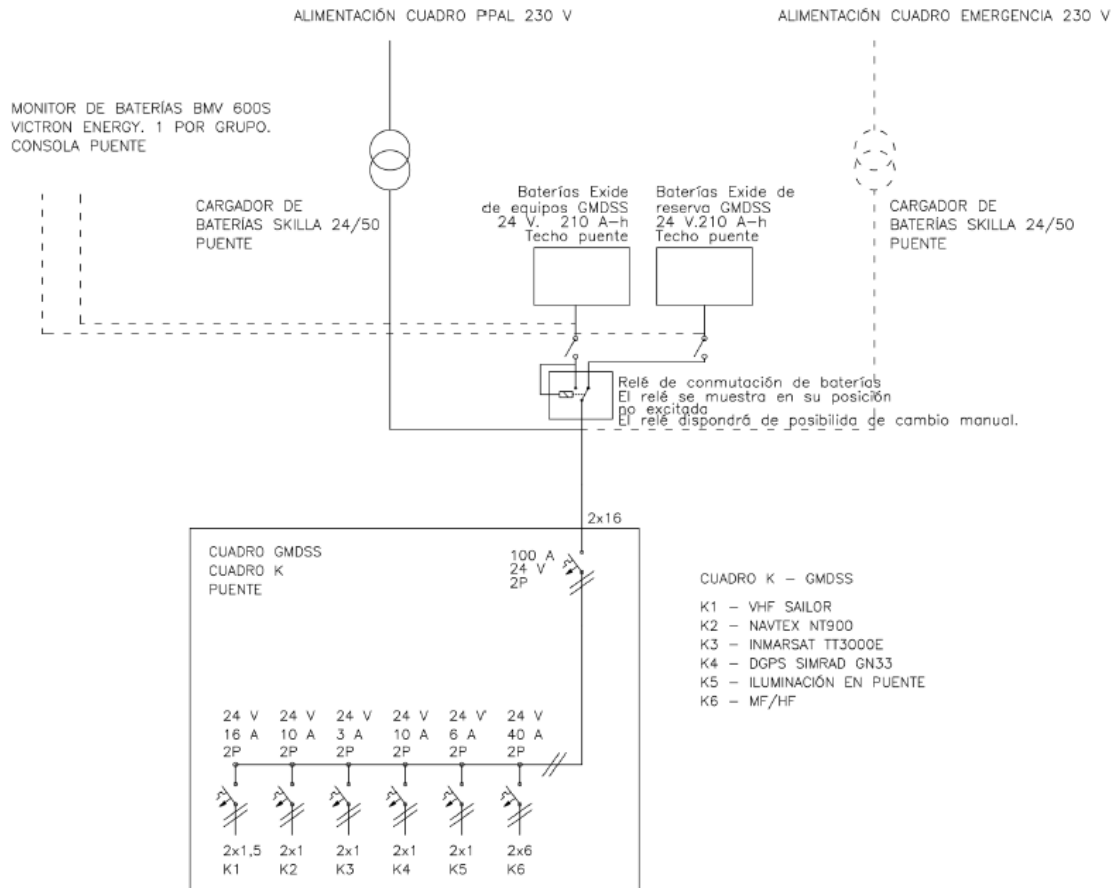 ALIMENTACIÓN CUADRO PPAL 230 V
ALIMENTACIÓN CUADRO EMERGENCIA 230 V
MONITOR DE BATERÍAS BMV 600S
VICTRON ENERGY. 1 POR GRUPO.
CONSOLA PUENTE
CARGADOR DE
BATERÍAS SKILLA 24/50
PUENTE
Baterías Exide
de equipos GMDSS
24 V. 210 A-h
Techo puente
Baterías Exide de
reserva GMDSS
24 V.210 A-h
Techo puente
CARGADOR DE
BATERÍAS SKILLA 24/50
PUENTE
Relé de conmutación de baterías
El relé se muestra en su posición
no excitada
El relé dispondrá de posibilida de cambio manual.
2x16
CUADRO GMDSS
CUADRO K
PUENTE
100 A
24 V
2P
CUADRO K – GMDSS
K1 – VHF SAILOR
K2 – NAVTEX NT900
K3 – INMARSAT TT3000E
K4 – DGPS SIMRAD GN33
K5 – ILUMINACIÓN EN PUENTE
K6 – MF/HF
24 V 24 V 24 V 24 V 24 V' 24 V
16 A 10 A 3 A 10 A 6 A 40 A
2P 2P 2P 2P 2P 2P
2x1,5 2x1 2x1 2x1 2x1 2x6
K1 K2 K3 K4 K5 K6